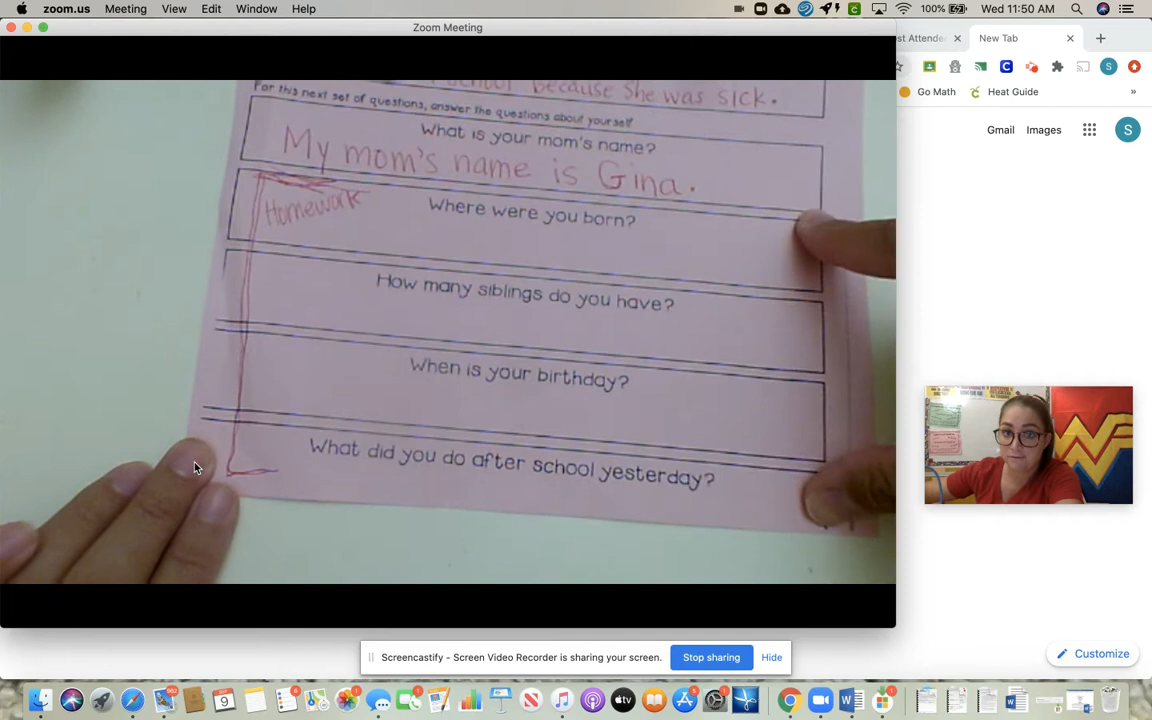 zoom.us Meeting View Edit Window Help
100% Wed 11:50 AM
Zoom Meeting
st Attende
New Tab
Go Math
Heat Guide
»
Gmail Images
S
S
school because She was sick.
For this next set of questions, answer the questions about yourself
What is your mom's name?
My mom's name is Gina.
Homework
Where were you born?
How many siblings do you have?
When is your birthday?
What did you do after school yesterday?
Customize
Screencastify - Screen Video Recorder is sharing your screen.
Stop sharing
Hide